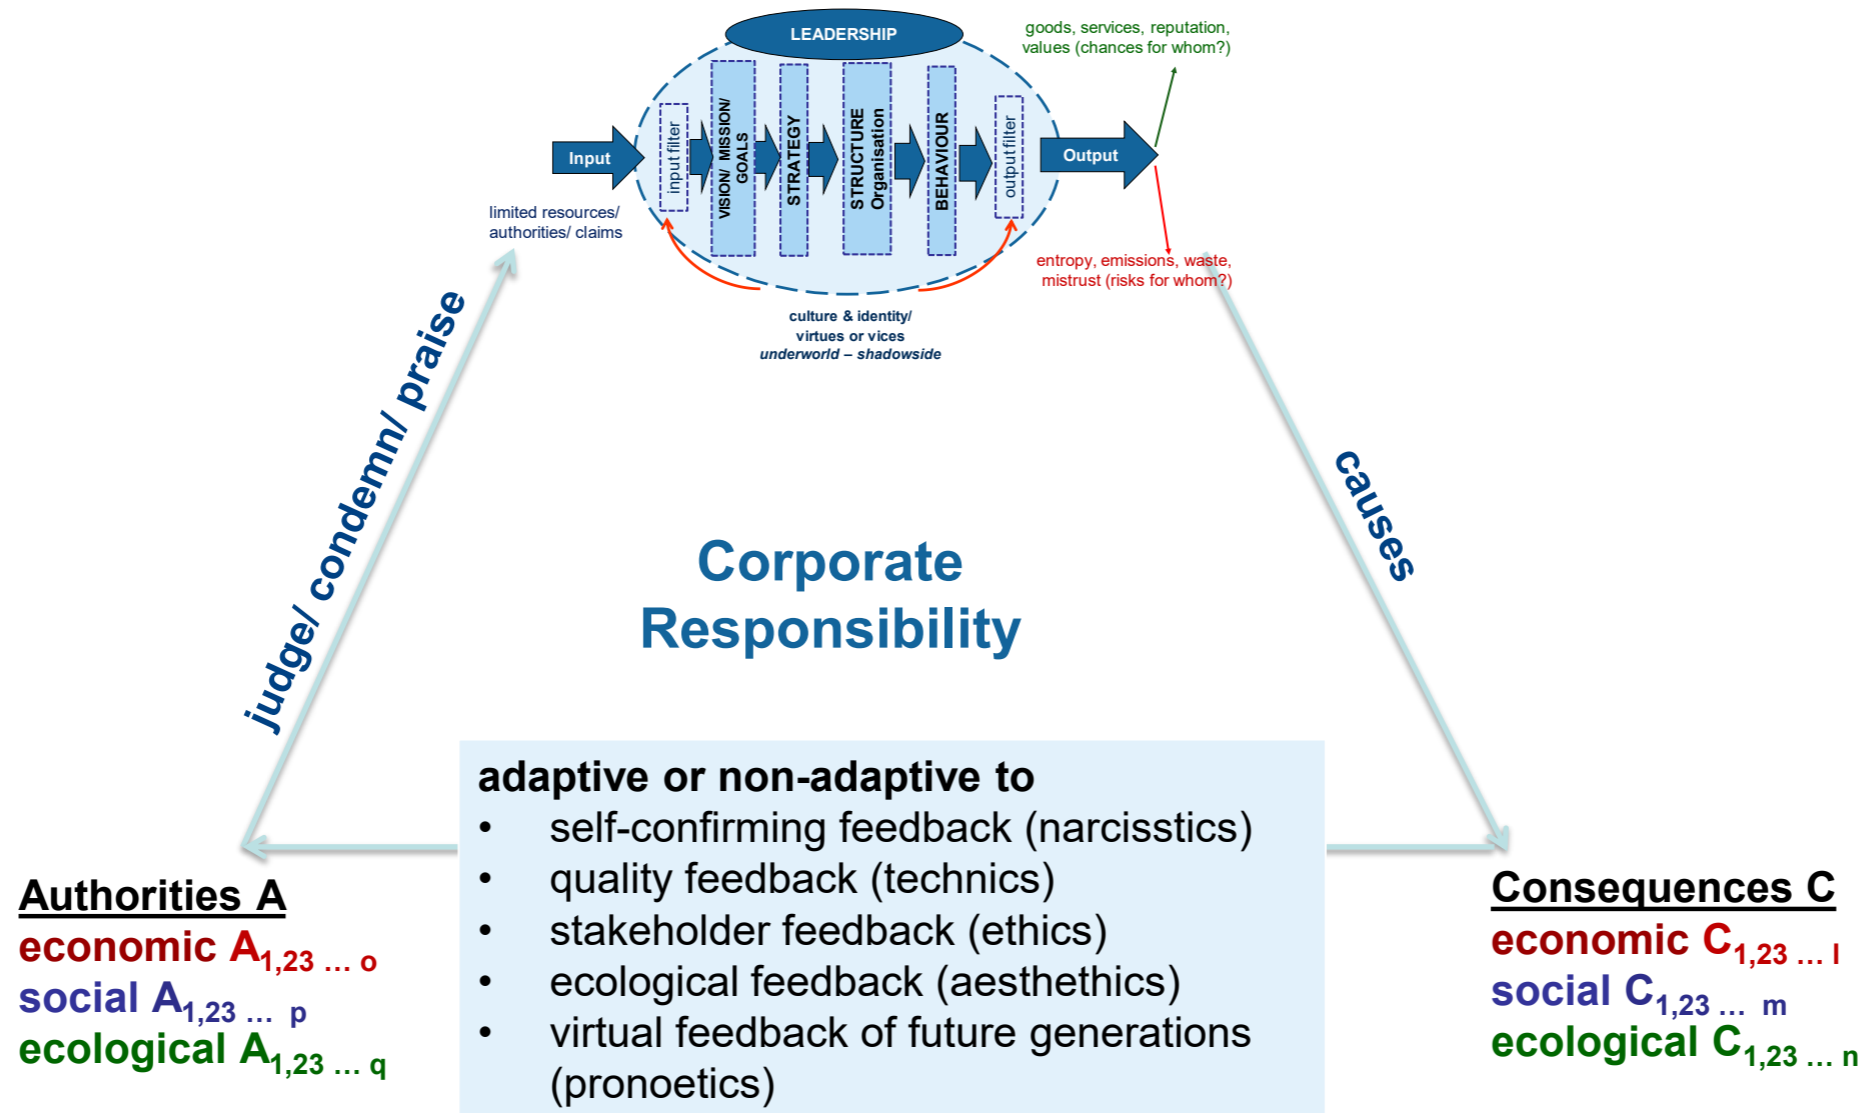 LEADERSHIP
goods, services, reputation,
values (chances for whom?)
Input
input filter
VISION/ MISSION/
GOALS
STRATEGY
STRUCTURE
Organisation
BEHAVIOUR
output filter
Output
limited resources/
authorities/ claims
entropy, emissions, waste,
mistrust (risks for whom?)
culture & identity/
virtues or vices
underworld – shadowside
judge/ condemn/ praise
causes
Corporate
Responsibility
adaptive or non-adaptive to
• self-confirming feedback (narcisstics)
• quality feedback (technics)
• stakeholder feedback (ethics)
• ecological feedback (aesthethics)
• virtual feedback of future generations
(pronoetics)
Authorities A
economic A1,23 ... o
social A1,23 ... p
ecological A1,23 ... q
Consequences C
economic C1,23 ... l
social C1,23 ... m
ecological C1,23 ... n